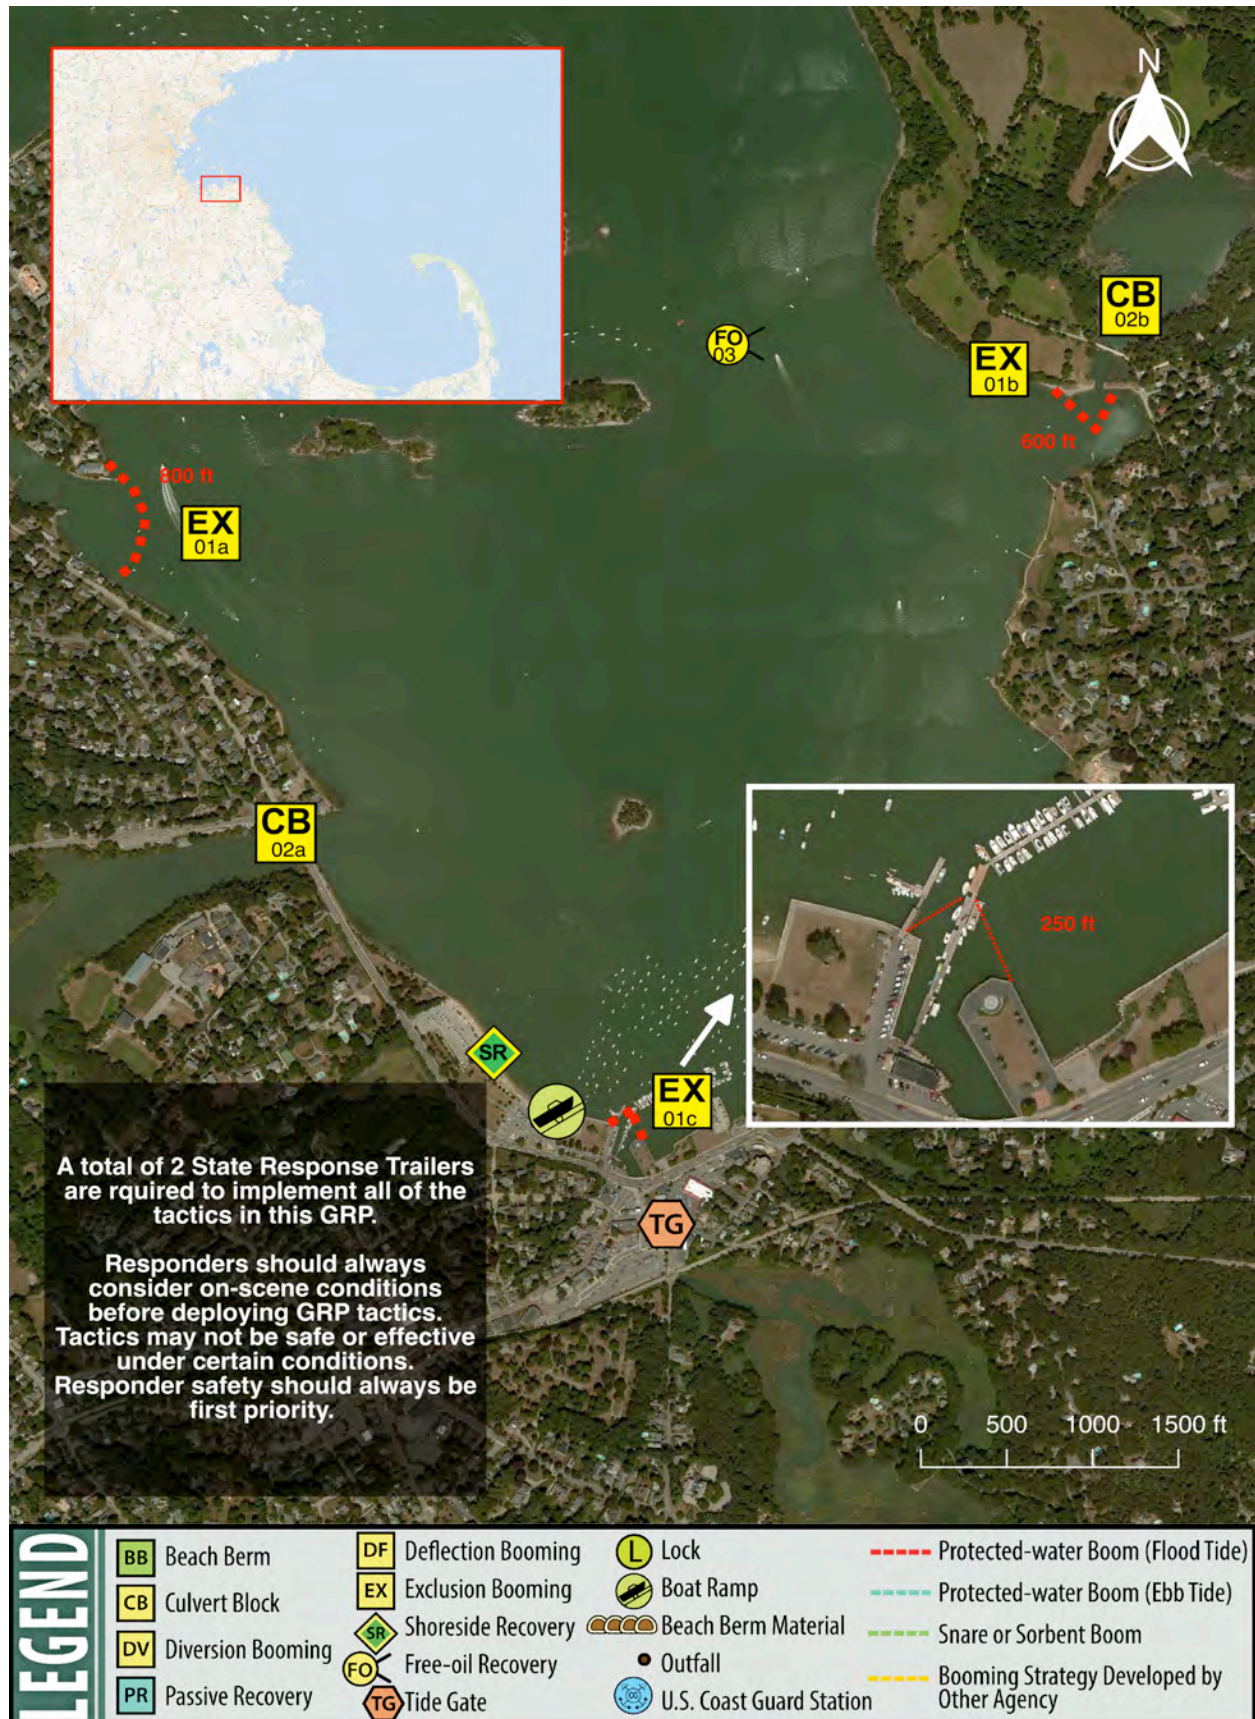 N
CB
02b
FO
03
EX
01b
600 ft
800 ft
EX
01a
CB
02a
250 ft
SR
EX
01c
TG
A total of 2 State Response Trailers
are rquired to implement all of the
tactics in this GRP.
Responders should always
consider on-scene conditions
before deploying GRP tactics.
Tactics may not be safe or effective
under certain conditions.
Responder safety should always be
first priority.
0 500 1000 1500 ft
LEGEND
BB Beach Berm
CB Culvert Block
DV Diversion Booming
PR Passive Recovery
DF Deflection Booming
EX Exclusion Booming
SR Shoreside Recovery
FO Free-oil Recovery
TG Tide Gate
L Lock
Boat Ramp
Beach Berm Material
Outfall
U.S. Coast Guard Station
Protected-water Boom (Flood Tide)
Protected-water Boom (Ebb Tide)
Snare or Sorbent Boom
Booming Strategy Developed by
Other Agency